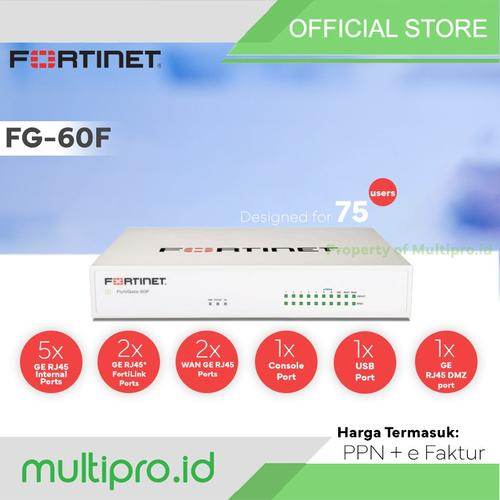 OFFICIAL STORE
FORTINET
FG-60F
Designed for 75 users
FORTINET
Property of Multipro.id
FORTINET
FortiGate 60F
5x
GE RJ45
Internal
Ports
2x
GE RJ45*
FortiLink
Ports
2x
WAN GE RJ45
Ports
1x
Console
Port
1x
USB
Port
1x
GE
RJ45 DMZ
port
multipro.id
Harga Termasuk:
PPN + e Faktur